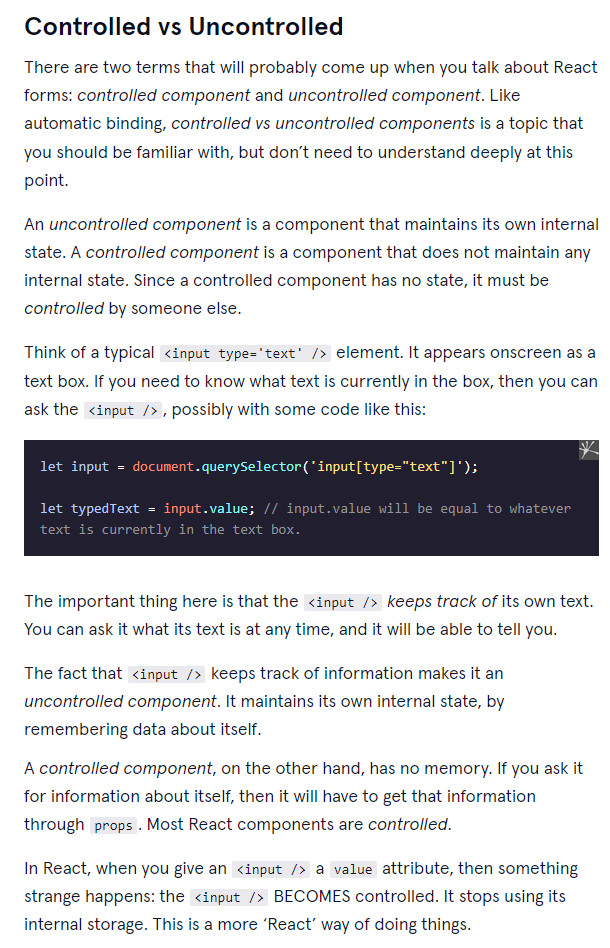 Controlled vs Uncontrolled
There are two terms that will probably come up when you talk about React
forms: controlled component and uncontrolled component. Like
automatic binding, controlled vs uncontrolled components is a topic that
you should be familiar with, but don’t need to understand deeply at this
point.
An uncontrolled component is a component that maintains its own internal
state. A controlled component is a component that does not maintain any
internal state. Since a controlled component has no state, it must be
controlled by someone else.
Think of a typical <input type='text' /> element. It appears onscreen as a
text box. If you need to know what text is currently in the box, then you can
ask the <input />, possibly with some code like this:
let input = document.querySelector('input[type="text"]');
let typedText = input.value; // input.value will be equal to whatever
text is currently in the text box.
The important thing here is that the <input /> keeps track of its own text.
You can ask it what its text is at any time, and it will be able to tell you.
The fact that <input /> keeps track of information makes it an
uncontrolled component. It maintains its own internal state, by
remembering data about itself.
A controlled component, on the other hand, has no memory. If you ask it
for information about itself, then it will have to get that information
through props. Most React components are controlled.
In React, when you give an <input /> a value attribute, then something
strange happens: the <input /> BECOMES controlled. It stops using its
internal storage. This is a more ‘React’ way of doing things.